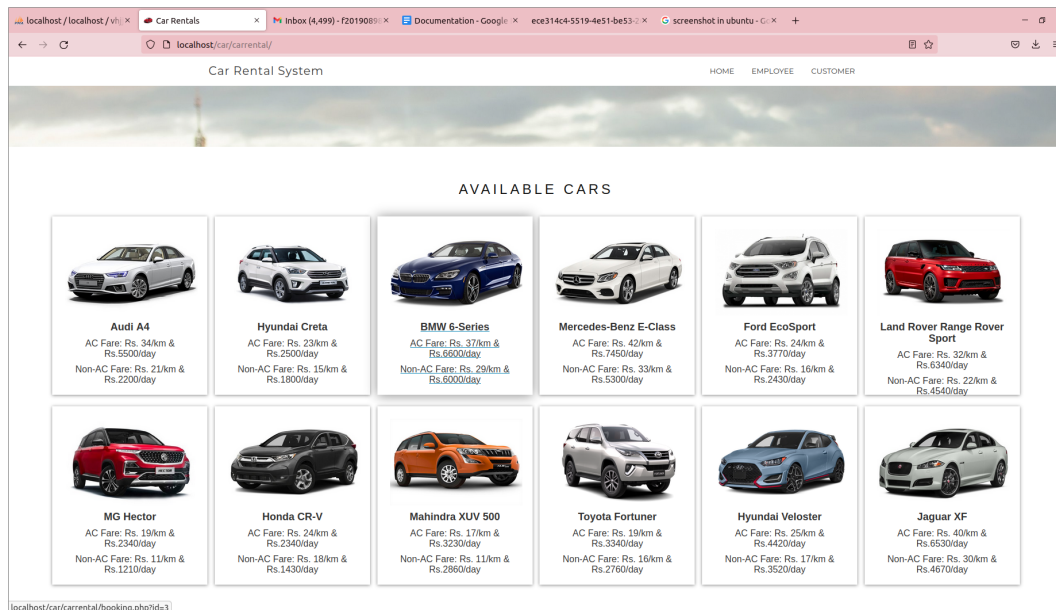 localhost / localhost / vhj
Car Rentals
Inbox (4,499) - f2019089
Documentation - Google
ece314c4-5519-4e51-be53-2
screenshot in ubuntu - Go
localhost/car/carrental/
Car Rental System
HOME EMPLOYEE CUSTOMER
AVAILABLE CARS
Audi A4
AC Fare: Rs. 34/km &
Rs.5500/day
Non-AC Fare: Rs. 21/km &
Rs.2200/day
Hyundai Creta
AC Fare: Rs. 23/km &
Rs.2500/day
Non-AC Fare: Rs. 15/km &
Rs.1800/day
BMW 6-Series
AC Fare: Rs. 37/km &
Rs.6600/day
Non-AC Fare: Rs. 29/km &
Rs.6000/day
Mercedes-Benz E-Class
AC Fare: Rs. 42/km &
Rs.7450/day
Non-AC Fare: Rs. 33/km &
Rs.5300/day
Ford EcoSport
AC Fare: Rs. 24/km &
Rs.3770/day
Non-AC Fare: Rs. 16/km &
Rs.2430/day
Land Rover Range Rover
Sport
AC Fare: Rs. 32/km &
Rs.6340/day
Non-AC Fare: Rs. 22/km &
Rs.4540/day
MG Hector
AC Fare: Rs. 19/km &
Rs.2340/day
Non-AC Fare: Rs. 11/km &
Rs.1210/day
Honda CR-V
AC Fare: Rs. 24/km &
Rs.2340/day
Non-AC Fare: Rs. 18/km &
Rs.1430/day
Mahindra XUV 500
AC Fare: Rs. 17/km &
Rs.3230/day
Non-AC Fare: Rs. 11/km &
Rs.2860/day
Toyota Fortuner
AC Fare: Rs. 19/km &
Rs.3340/day
Non-AC Fare: Rs. 16/km &
Rs.2760/day
Hyundai Veloster
AC Fare: Rs. 25/km &
Rs.4420/day
Non-AC Fare: Rs. 17/km &
Rs.3520/day
Jaguar XF
AC Fare: Rs. 40/km &
Rs.6530/day
Non-AC Fare: Rs. 30/km &
Rs.4670/day
localhost/car/carrental/booking.php?id=3